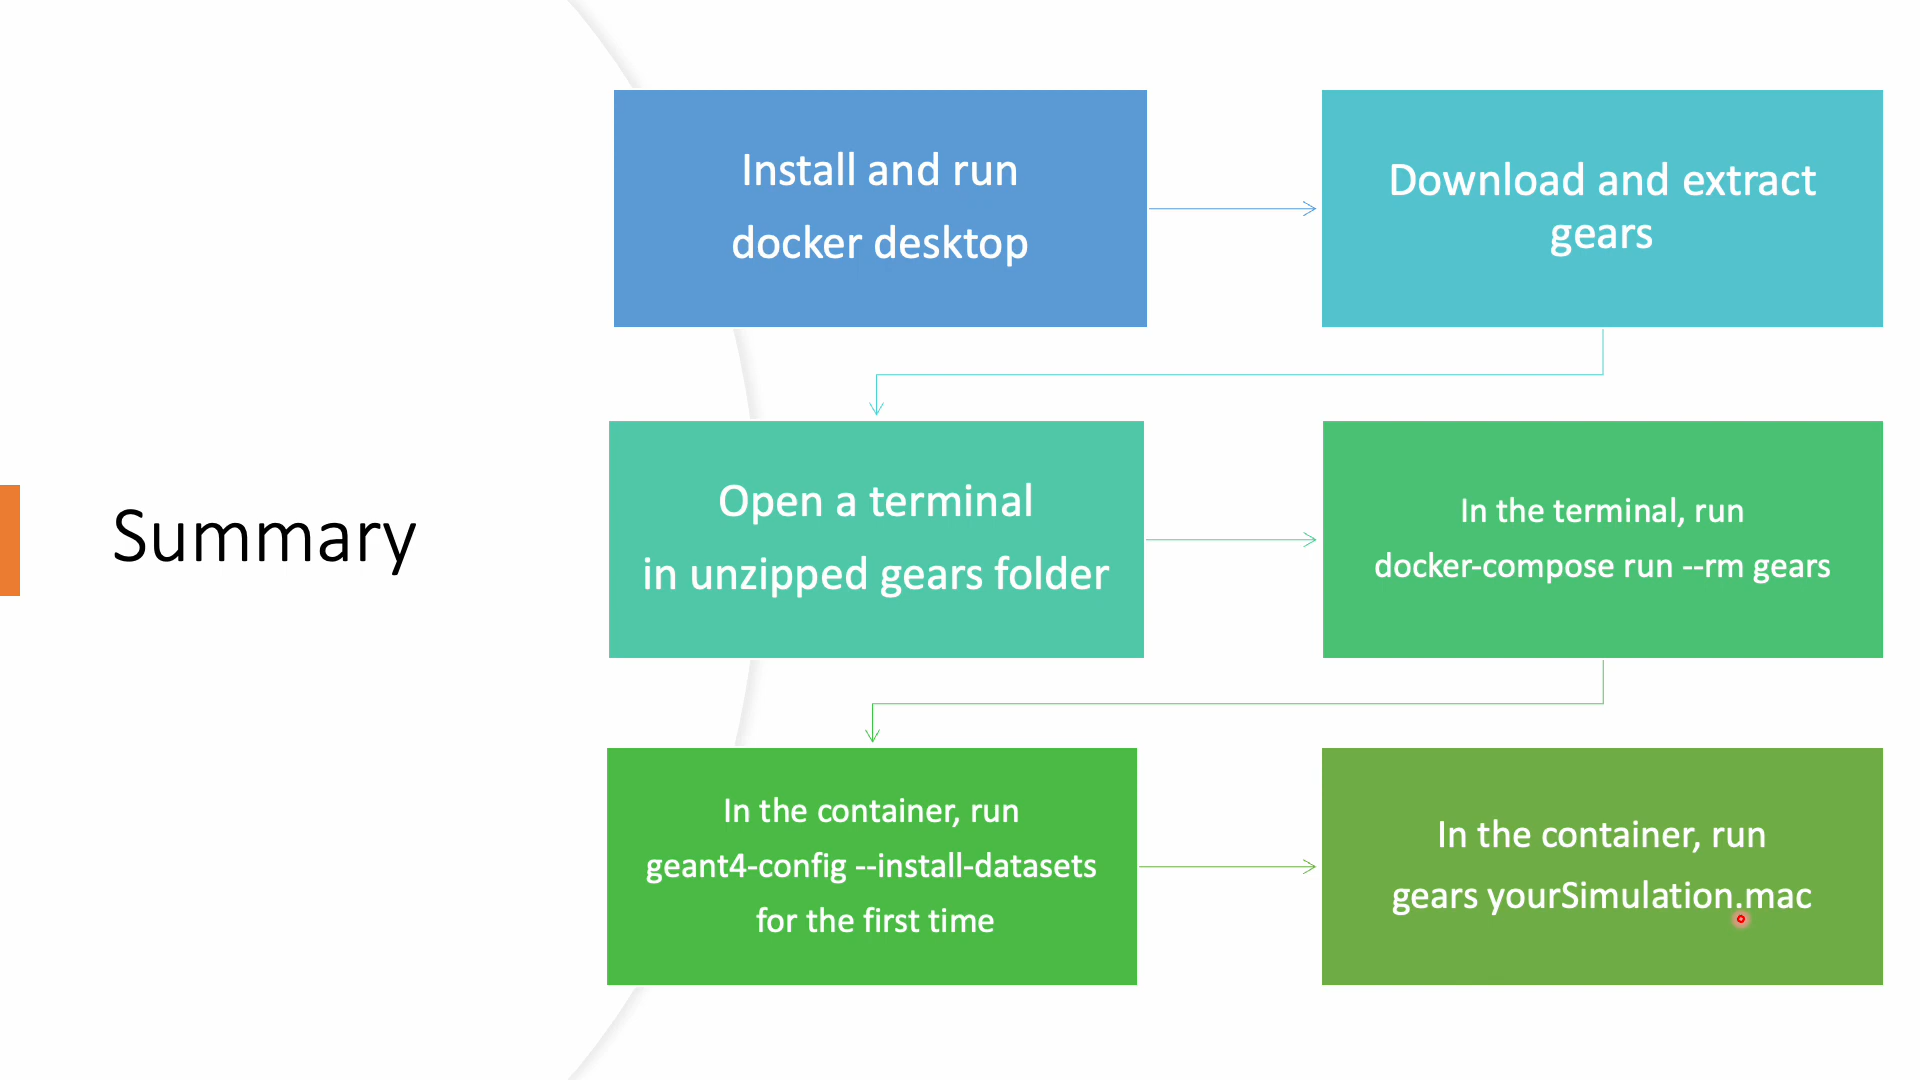 Summary
Install and run
docker desktop
Download and extract
gears
Open a terminal
in unzipped gears folder
In the terminal, run
docker-compose run --rm gears
In the container, run
geant4-config --install-datasets
for the first time
In the container, run
gears yourSimulation.mac